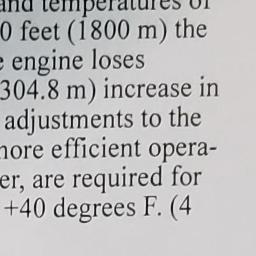 and temperatures of
0 feet (1800 m) the
engine loses
304.8 m) increase in
adjustments to the
more efficient opera-
er, are required for
+40 degrees F. (4